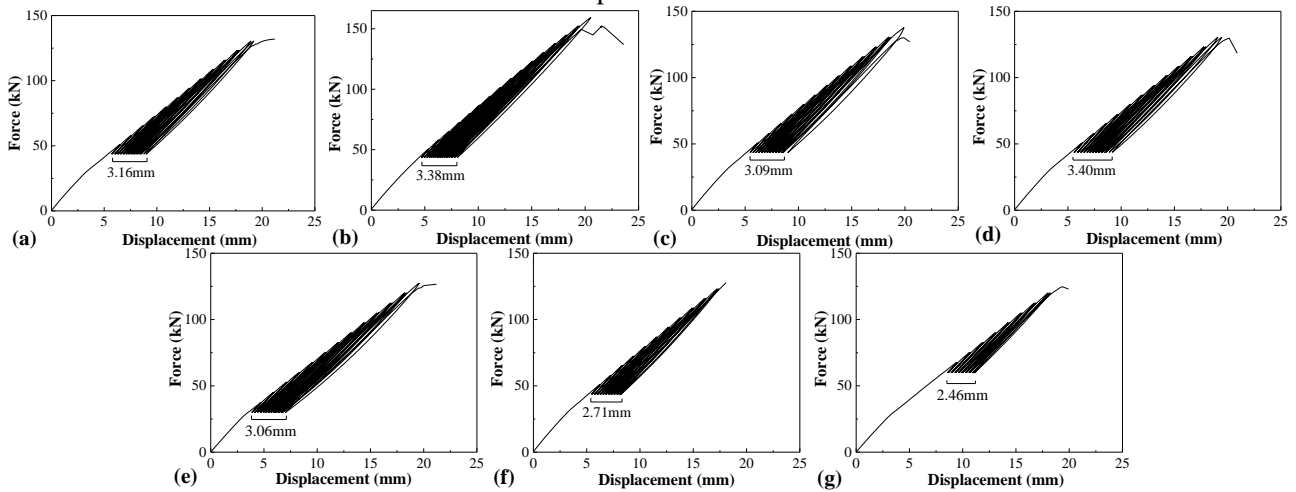 150
100
50
0
Force (kN)
3.16mm
0 5 10 15 20 25
(a) Displacement (mm)
150
100
50
0
Force (kN)
3.38mm
0 5 10 15 20 25
(b) Displacement (mm)
150
100
50
0
Force (kN)
3.09mm
0 5 10 15 20 25
(c) Displacement (mm)
150
100
50
0
Force (kN)
3.40mm
0 5 10 15 20 25
(d) Displacement (mm)
150
100
50
0
Force (kN)
3.06mm
0 5 10 15 20 25
(e) Displacement (mm)
150
100
50
0
Force (kN)
2.71mm
0 5 10 15 20 25
(f) Displacement (mm)
150
100
50
0
Force (kN)
2.46mm
0 5 10 15 20 25
(g) Displacement (mm)